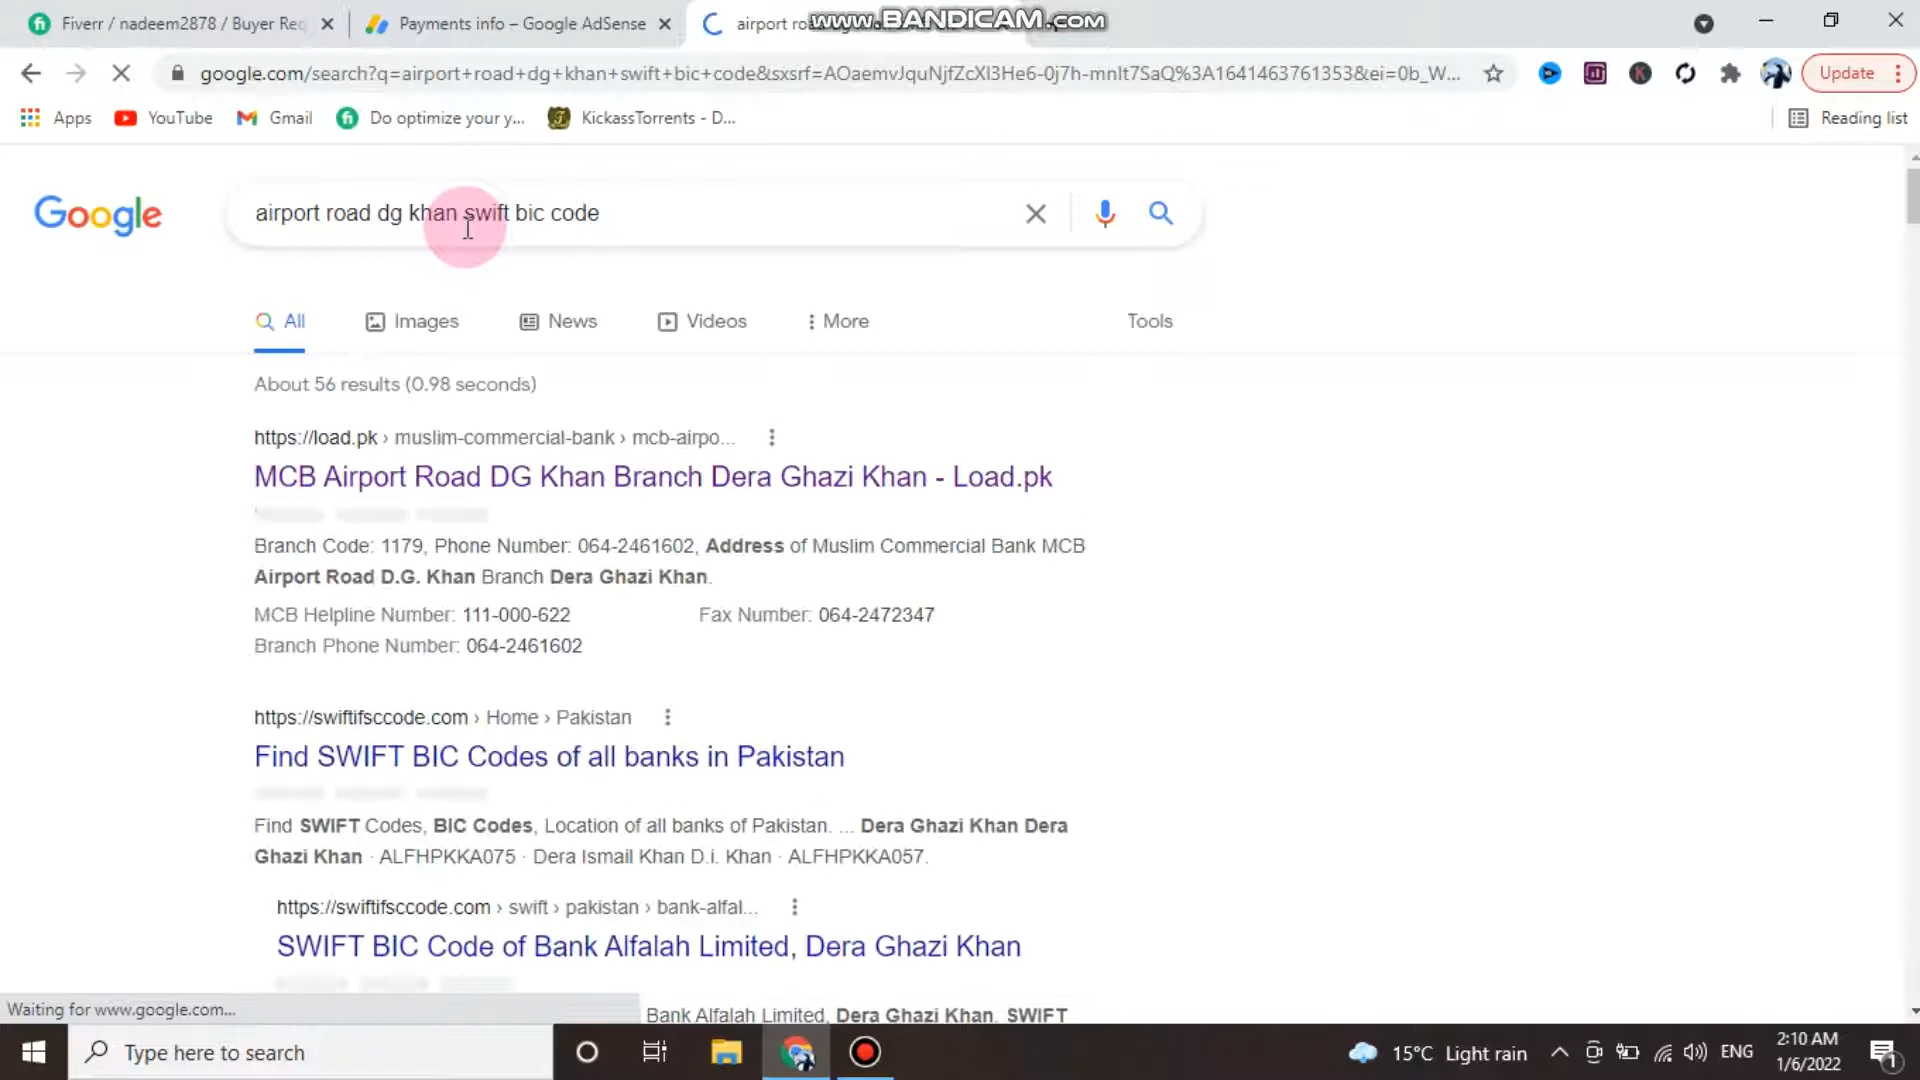 Fiverr / nadeem2878 / Buyer Req
Payments info – Google AdSense
airport roa
www.BANDICAM.com
google.com/search?q=airport+road+dg+khan+swift+bic+code&sxsrf=AOaemvJquNjfZcXl3He6-0j7h-mnIt7SaQ%3A1641463761353&ei=0b_W...
Update
Apps
YouTube
Gmail
Do optimize your y...
KickassTorrents - D...
Reading list
Google
airport road dg khan swift bic code
All
Images
News
Videos
More
Tools
About 56 results (0.98 seconds)
https://load.pk › muslim-commercial-bank › mcb-airpo...
MCB Airport Road DG Khan Branch Dera Ghazi Khan - Load.pk
Branch Code: 1179, Phone Number: 064-2461602, Address of Muslim Commercial Bank MCB
Airport Road D.G. Khan Branch Dera Ghazi Khan.
MCB Helpline Number: 111-000-622
Fax Number: 064-2472347
Branch Phone Number: 064-2461602
https://swiftifsccode.com › Home › Pakistan
Find SWIFT BIC Codes of all banks in Pakistan
Find SWIFT Codes, BIC Codes, Location of all banks of Pakistan. ... Dera Ghazi Khan Dera
Ghazi Khan · ALFHPKKA075 · Dera Ismail Khan D.i. Khan · ALFHPKKA057.
https://swiftifsccode.com › swift › pakistan › bank-alfal...
SWIFT BIC Code of Bank Alfalah Limited, Dera Ghazi Khan
Bank Alfalah Limited, Dera Ghazi Khan. SWIFT
Waiting for www.google.com...
Type here to search
15°C Light rain
ENG
2:10 AM
1/6/2022
1